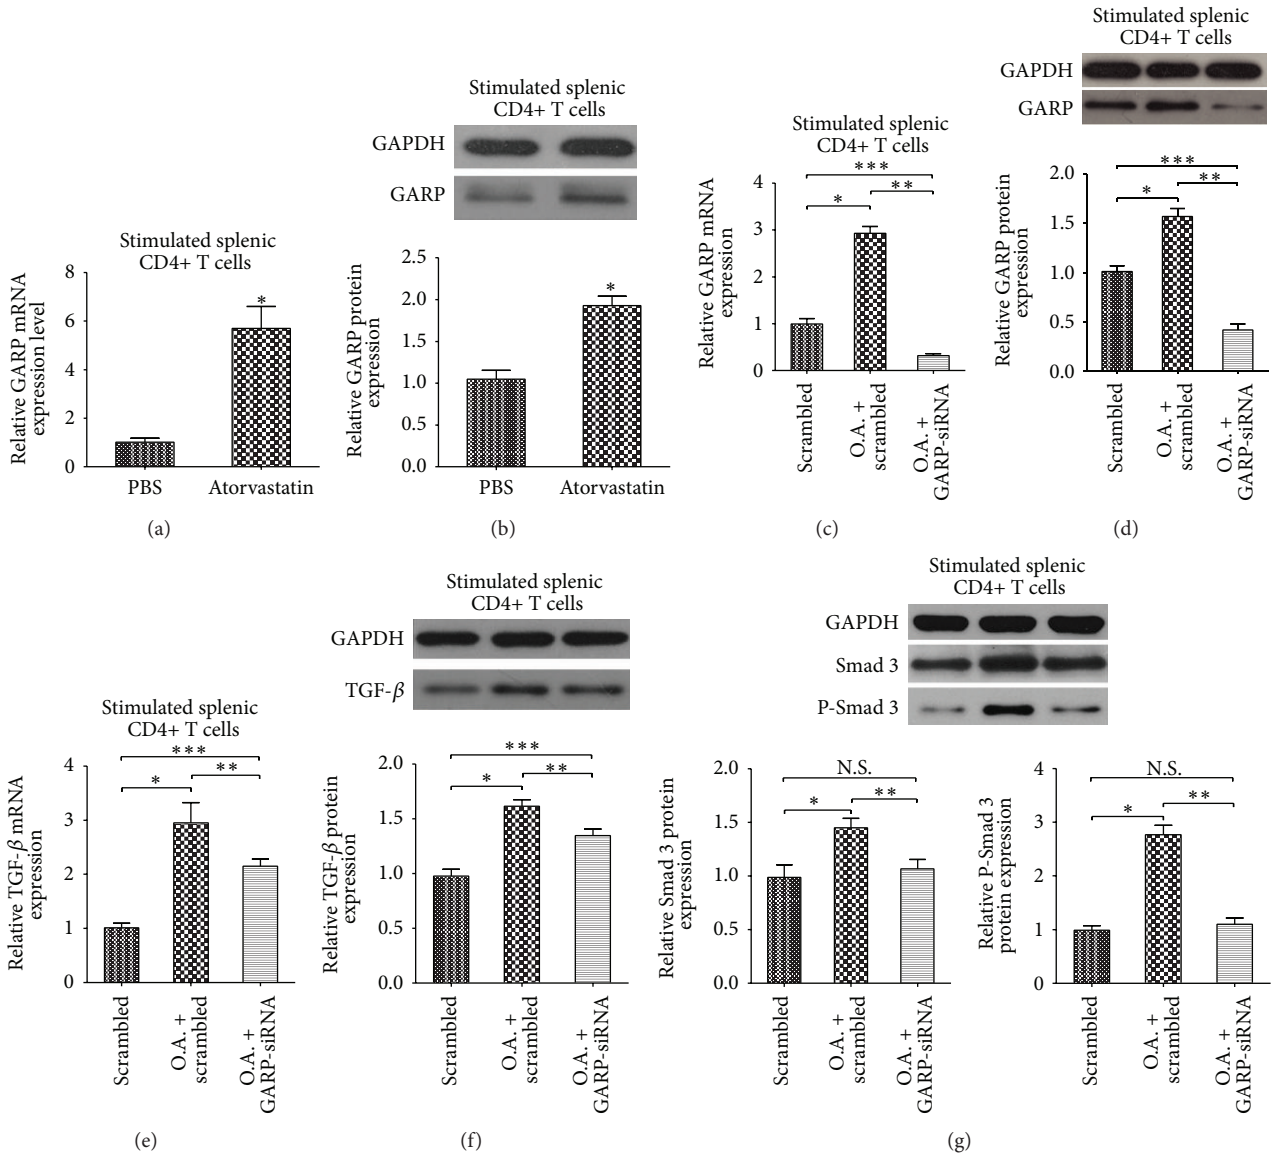 Stimulated splenic
CD4+ T cells
Relative GARP mRNA
expression level
8
6
4
2
0
*
PBS
Atorvastatin
(a)
Stimulated splenic
CD4+ T cells
GAPDH
GARP
Relative GARP protein
expression
2.5
2.0
1.5
1.0
0.5
0.0
*
PBS
Atorvastatin
(b)
Stimulated splenic
CD4+ T cells
Relative GARP mRNA
expression
4
3
2
1
0
***
**
*
Scrambled
O.A. +
scrambled
O.A. +
GARP-siRNA
(c)
Stimulated splenic
CD4+ T cells
GAPDH
GARP
Relative GARP protein
expression
2.0
1.5
1.0
0.5
0.0
***
**
*
Scrambled
O.A. +
scrambled
O.A. +
GARP-siRNA
(d)
Stimulated splenic
CD4+ T cells
Relative TGF-β mRNA
expression
4
3
2
1
0
***
**
*
Scrambled
O.A. +
scrambled
O.A. +
GARP-siRNA
(e)
Stimulated splenic
CD4+ T cells
GAPDH
TGF-β
Relative TGF-β protein
expression
2.0
1.5
1.0
0.5
0.0
***
**
*
Scrambled
O.A. +
scrambled
O.A. +
GARP-siRNA
(f)
Stimulated splenic
CD4+ T cells
GAPDH
Smad 3
P-Smad 3
Relative Smad 3 protein
expression
2.0
1.5
1.0
0.5
0.0
N.S.
**
*
Scrambled
O.A. +
scrambled
O.A. +
GARP-siRNA
Relative P-Smad 3
protein expression
4
3
2
1
0
N.S.
**
*
Scrambled
O.A. +
scrambled
O.A. +
GARP-siRNA
(g)